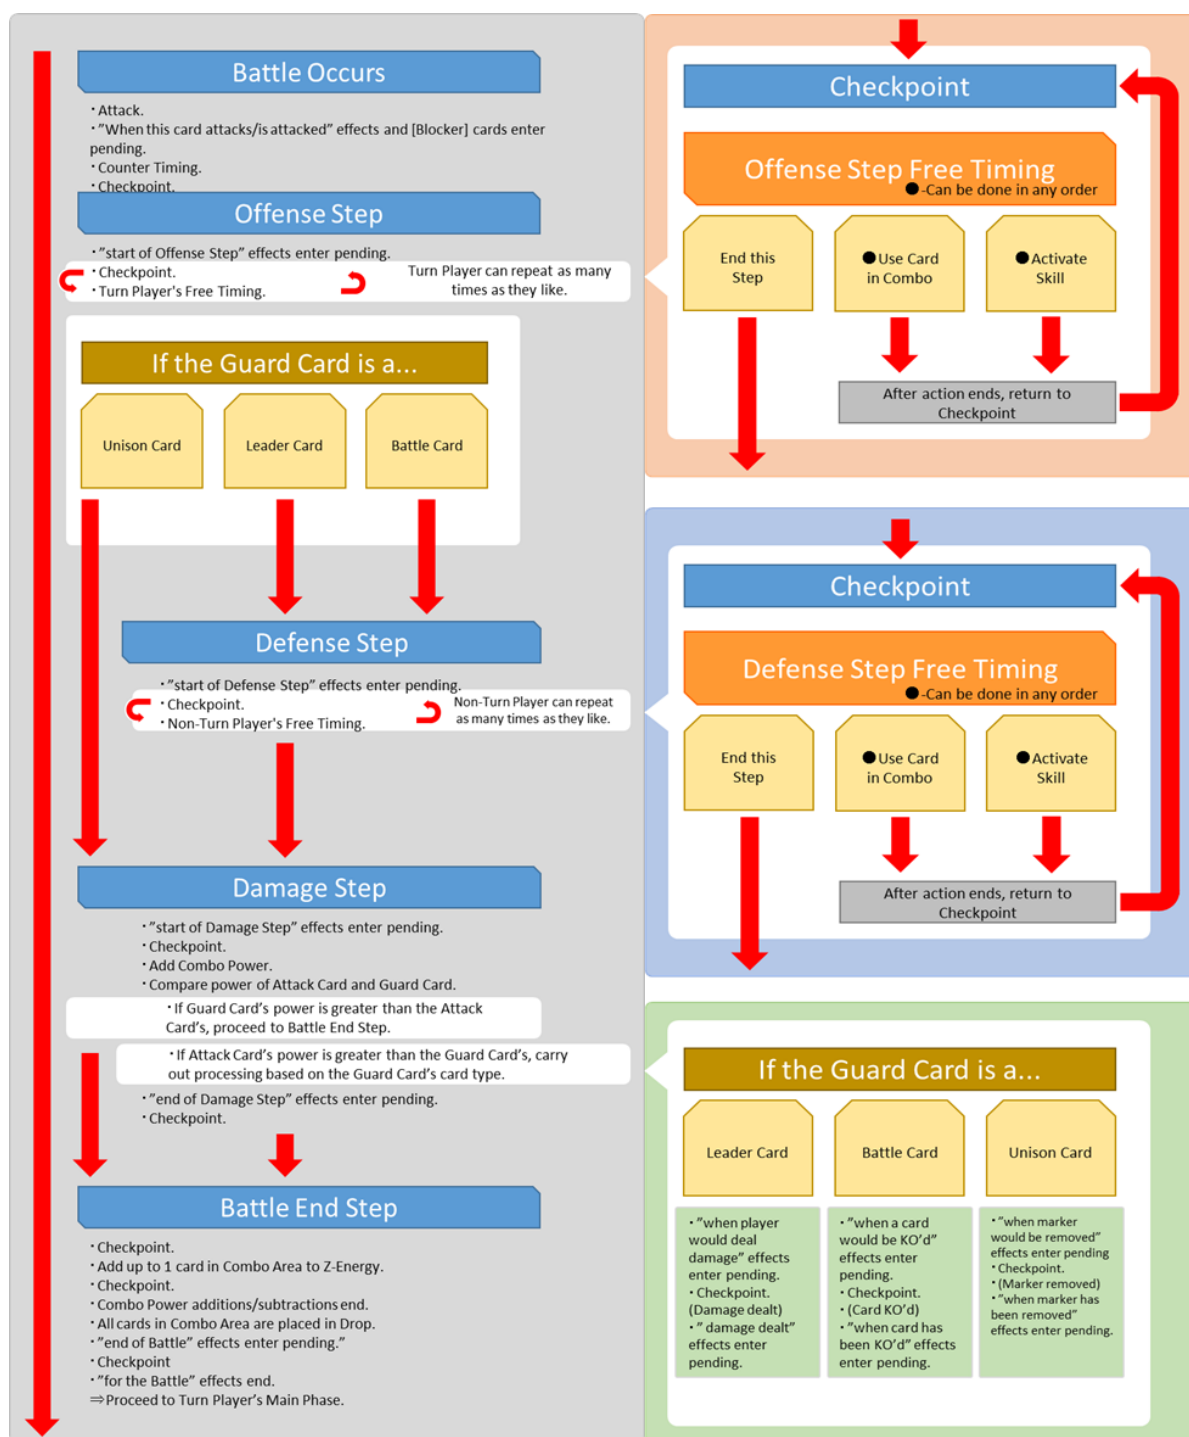 Battle Occurs
・Attack.
・"When this card attacks/is attacked" effects and [Blocker] cards enter
pending.
・Counter Timing.
・Checkpoint.
Offense Step
・"start of Offense Step" effects enter pending.
・Checkpoint.
・Turn Player's Free Timing.
Turn Player can repeat as many
times as they like.
If the Guard Card is a...
Unison Card
Leader Card
Battle Card
Defense Step
・"start of Defense Step" effects enter pending.
・Checkpoint.
・Non-Turn Player's Free Timing.
Non-Turn Player can repeat
as many times as they like.
Damage Step
・"start of Damage Step" effects enter pending.
・Checkpoint.
・Add Combo Power.
・Compare power of Attack Card and Guard Card.
・If Guard Card's power is greater than the Attack
Card's, proceed to Battle End Step.
・If Attack Card's power is greater than the Guard Card's, carry
out processing based on the Guard Card's card type.
・"end of Damage Step" effects enter pending.
・Checkpoint.
Battle End Step
・Checkpoint.
・Add up to 1 card in Combo Area to Z-Energy.
・Checkpoint.
・Combo Power additions/subtractions end.
・All cards in Combo Area are placed in Drop.
・"end of Battle" effects enter pending."
・Checkpoint
・"for the Battle" effects end.
⇒Proceed to Turn Player's Main Phase.
Checkpoint
Offense Step Free Timing
●-Can be done in any order
End this
Step
●Use Card
in Combo
●Activate
Skill
After action ends, return to
Checkpoint
Checkpoint
Defense Step Free Timing
●-Can be done in any order
End this
Step
●Use Card
in Combo
●Activate
Skill
After action ends, return to
Checkpoint
If the Guard Card is a...
Leader Card
Battle Card
Unison Card
・"when player
would deal
damage" effects
enter pending.
・Checkpoint.
(Damage dealt)
・" damage dealt"
effects enter
pending.
・"when a card
would be KO'd"
effects enter
pending.
・Checkpoint.
・(Card KO'd)
・"when card has
been KO'd" effects
enter pending.
・"when marker
would be removed"
effects enter pending
・Checkpoint.
・(Marker removed)
・"when marker has
been removed"
effects enter pending.